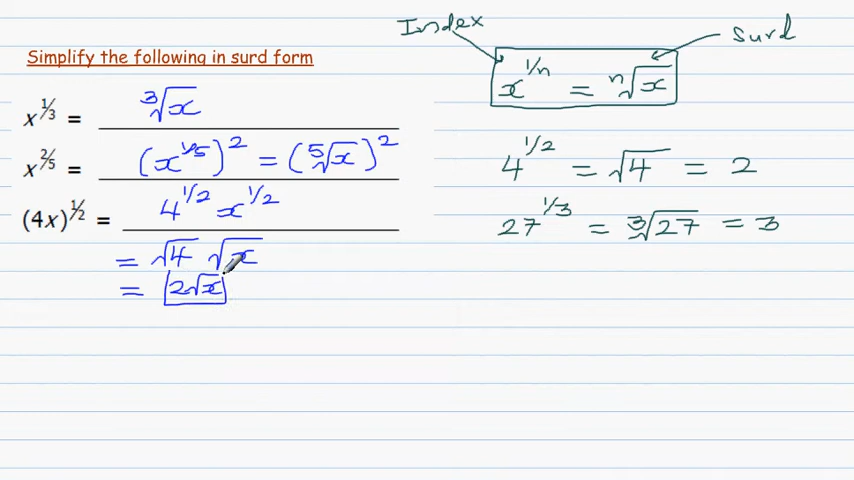 Simplify the following in surd form
x^{1/3} = ∛x
x^{2/5} = (x^{1/5})^2 = (⁵√x)^2
(4x)^{1/2} = 4^{1/2} x^{1/2}
= √4 √x
= 2√x
Index
Surd
x^{1/n} = ⁿ√x
4^{1/2} = √4 = 2
27^{1/3} = ∛27 = 3